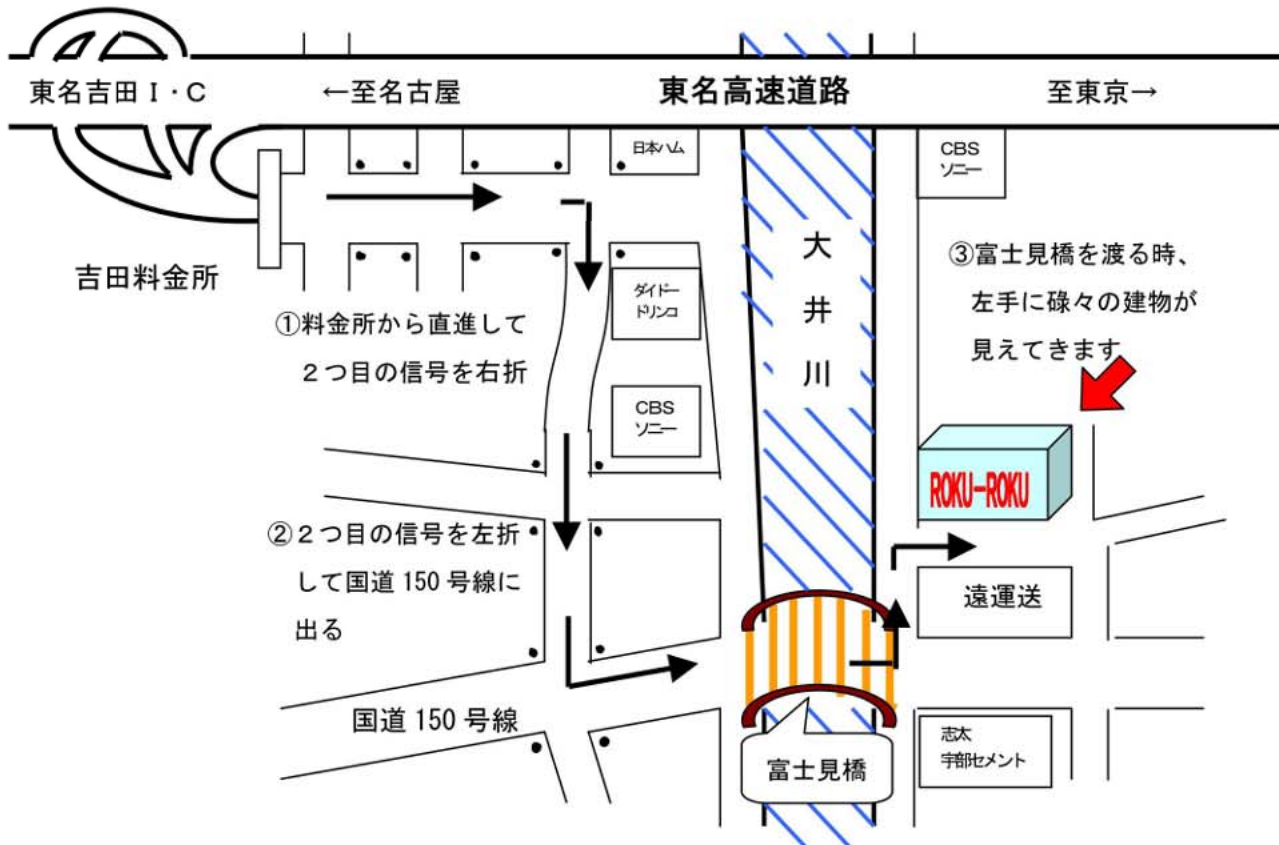 東名吉田Ⅰ・C
←至名古屋
東名高速道路
至東京→
日本ハム
CBS
ソニー
吉田料金所
大井川
③富士見橋を渡る時、
左手に碌々の建物が
見えてきます
ダイドー
ドリンコ
①料金所から直進して
２つ目の信号を右折
CBS
ソニー
ROKU-ROKU
②２つ目の信号を左折
して国道150号線に
出る
遠運送
国道150号線
富士見橋
志太
宇部セメント